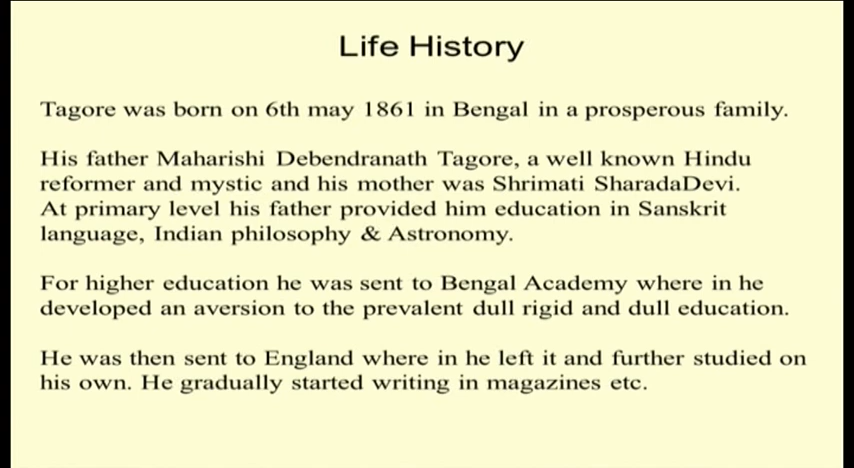 Life History
Tagore was born on 6th may 1861 in Bengal in a prosperous family.
His father Maharishi Debendranath Tagore, a well known Hindu
reformer and mystic and his mother was Shrimati SharadaDevi.
At primary level his father provided him education in Sanskrit
language, Indian philosophy & Astronomy.
For higher education he was sent to Bengal Academy where in he
developed an aversion to the prevalent dull rigid and dull education.
He was then sent to England where in he left it and further studied on
his own. He gradually started writing in magazines etc.